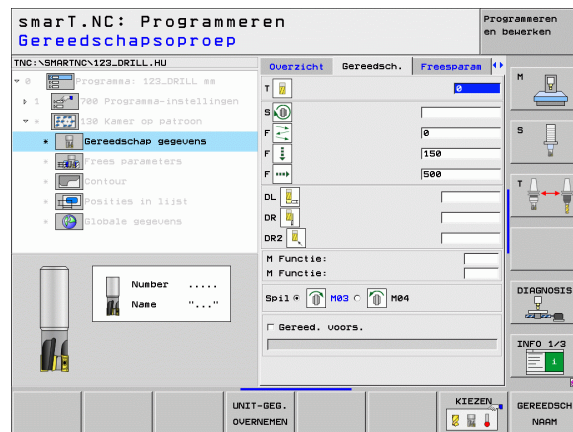 smarT.NC: Programmeren
Gereedschapsoproep
Programmeren
en bewerken
TNC:\SMARTNC\123_DRILL.HU
0 Programma: 123_DRILL mm
1 700 Programma-instellingen
* 130 Kamer op patroon
* Gereedschap gegevens
* Frees parameters
* Contour
* Posities in lijst
* Globale gegevens
Number .....
Name "..."
Overzicht Gereedsch. Freesparam
T 0
S
F 0
F 150
F 500
DL
DR
DR2
M Functie:
M Functie:
Spil M03 M04
Gereed. voors.
M
S
T
DIAGNOSIS
INFO 1/3
UNIT-GEG.
OVERNEMEN
KIEZEN
GEREEDSCH
NAAM